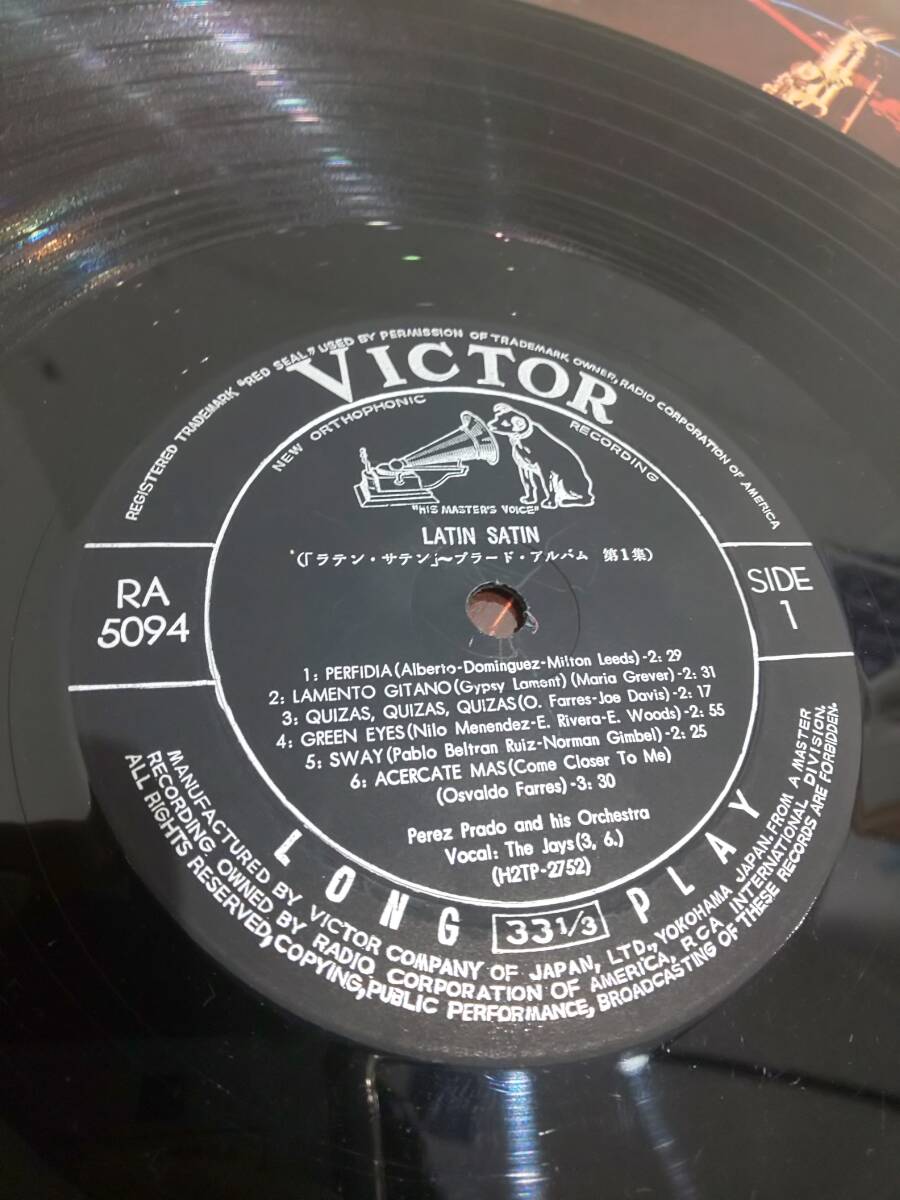 REGISTERED TRADEMARK "RED SEAL" USED BY PERMISSION OF TRADEMARK OWNER, RADIO CORPORATION OF AMERICA
VICTOR
NEW ORTHOPHONIC RECORDING
"HIS MASTER'S VOICE"
LATIN SATIN
(「ラテン・サテン」~プラード・アルバム 第1集)
RA
5094
SIDE
1
1: PERFIDIA (Alberto-Dominguez-Milton Leeds)-2: 29
2: LAMENTO GITANO (Gypsy Lament) (Maria Grever)-2: 31
3: QUIZAS, QUIZAS, QUIZAS (O. Farres-Joe Davis)-2: 17
4: GREEN EYES (Nilo Menendez-E. Rivera-E. Woods)-2: 55
5: SWAY (Pablo Beltran Ruiz-Norman Gimbel)-2: 25
6: ACERCATE MAS (Come Closer To Me)
(Osvaldo Farres)-3: 30
Perez Prado and his Orchestra
Vocal: The Jays (3, 6.)
(H2TP-2752)
LONG 33 1/3 PLAY
MANUFACTURED BY VICTOR COMPANY OF JAPAN, LTD., YOKOHAMA JAPAN. FROM A MASTER
RECORDING OWNED BY RADIO CORPORATION OF AMERICA, RCA INTERNATIONAL DIVISION.
ALL RIGHTS RESERVED, COPYING, PUBLIC PERFORMANCE, BROADCASTING OF THESE RECORDS ARE FORBIDDEN.